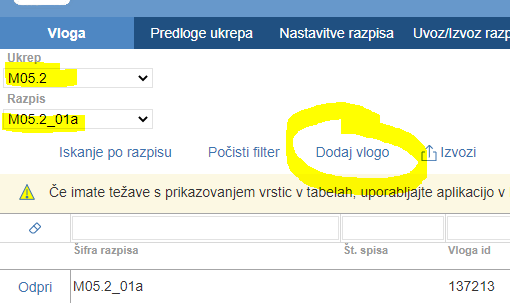 Vloga Predloge ukrepa Nastavitve razpisa Uvoz/Izvoz razp
Ukrep
M05.2
Razpis
M05.2_01a
Iskanje po razpisu Počisti filter Dodaj vlogo Izvozi
Če imate težave s prikazovanjem vrstic v tabelah, uporabljajte aplikacijo v
Šifra razpisa Št. spisa Vloga id
Odpri M05.2_01a 137213